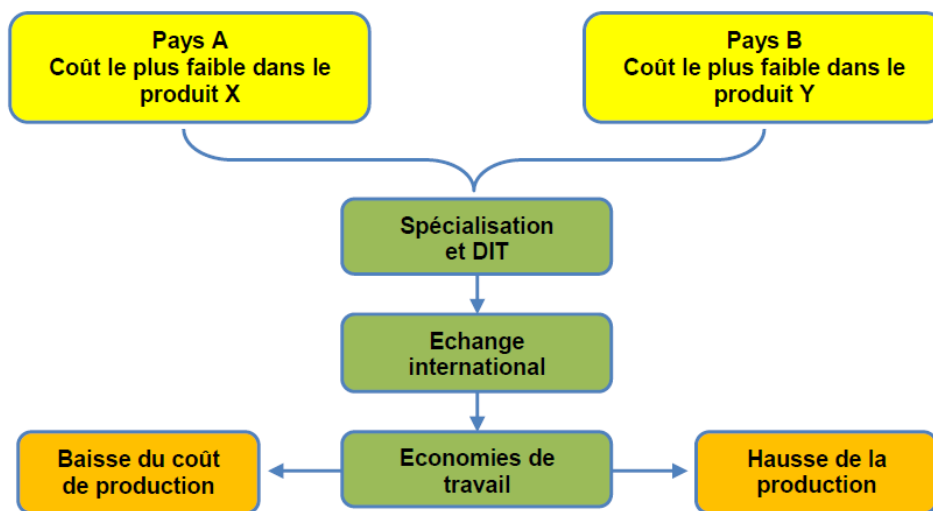 Pays A
Coût le plus faible dans le
produit X
Pays B
Coût le plus faible dans le
produit Y
Spécialisation
et DIT
Echange
international
Economies de
travail
Baisse du coût
de production
Hausse de la
production